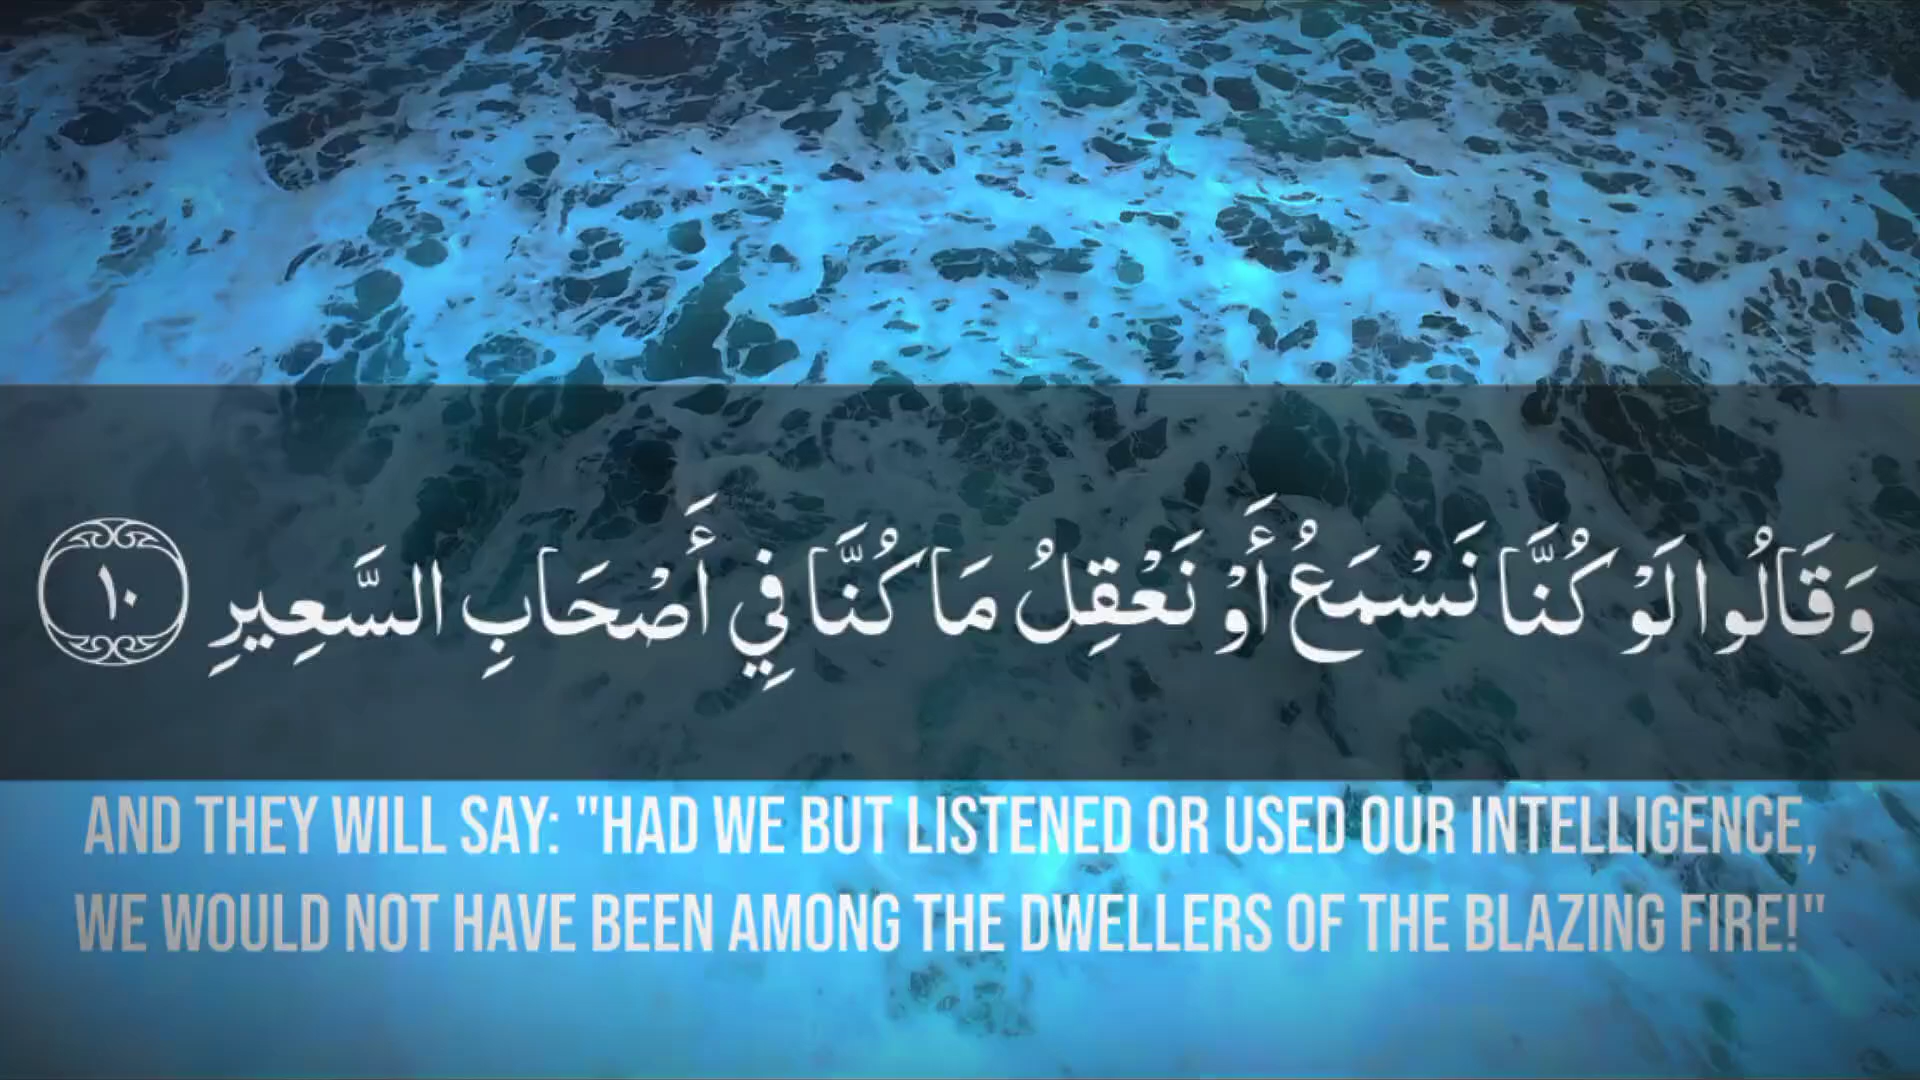 وَقَالُوا لَوْ كُنَّا نَسْمَعُ أَوْ نَعْقِلُ مَا كُنَّا فِي أَصْحَابِ السَّعِيرِ ١٠
AND THEY WILL SAY: "HAD WE BUT LISTENED OR USED OUR INTELLIGENCE,
WE WOULD NOT HAVE BEEN AMONG THE DWELLERS OF THE BLAZING FIRE!"